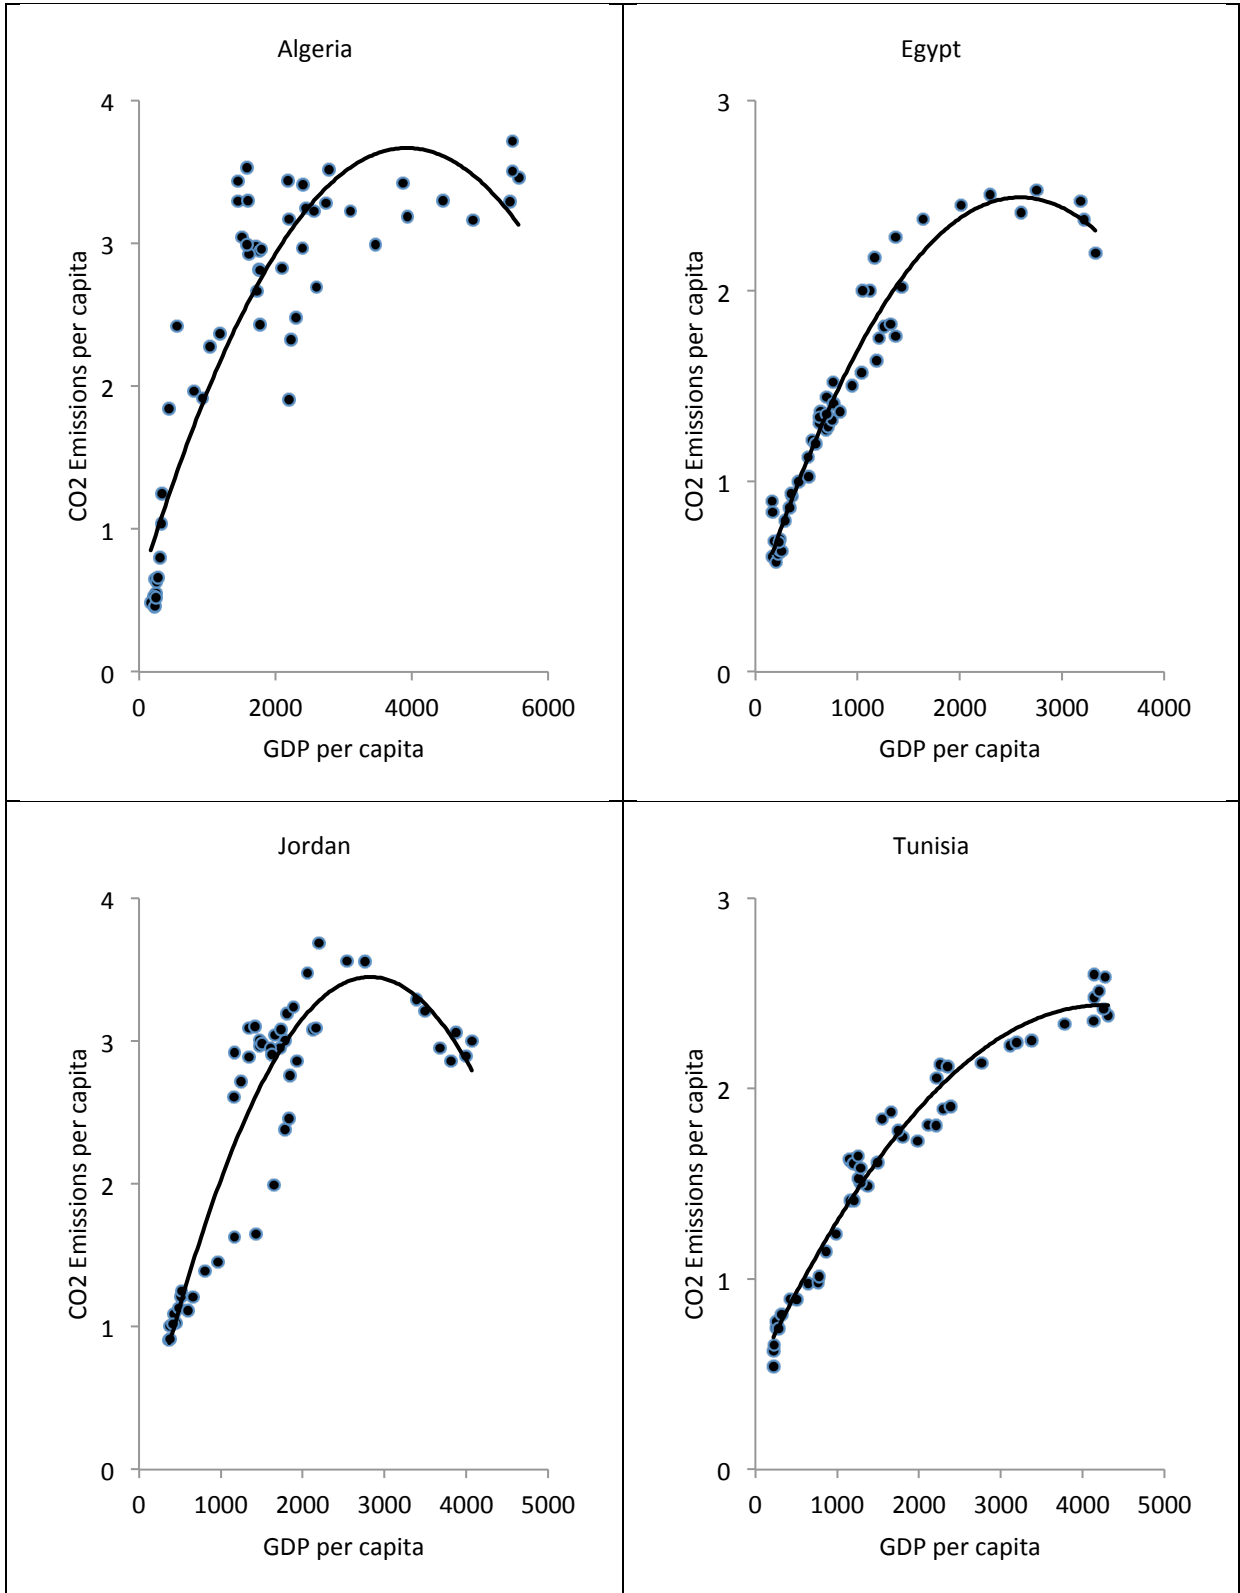 Algeria
4
3
2
1
0
CO2 Emissions per capita
0 2000 4000 6000
GDP per capita
Egypt
3
2
1
0
CO2 Emissions per capita
0 1000 2000 3000 4000
GDP per capita
Jordan
4
3
2
1
0
CO2 Emissions per capita
0 1000 2000 3000 4000 5000
GDP per capita
Tunisia
3
2
1
0
CO2 Emissions per capita
0 1000 2000 3000 4000 5000
GDP per capita